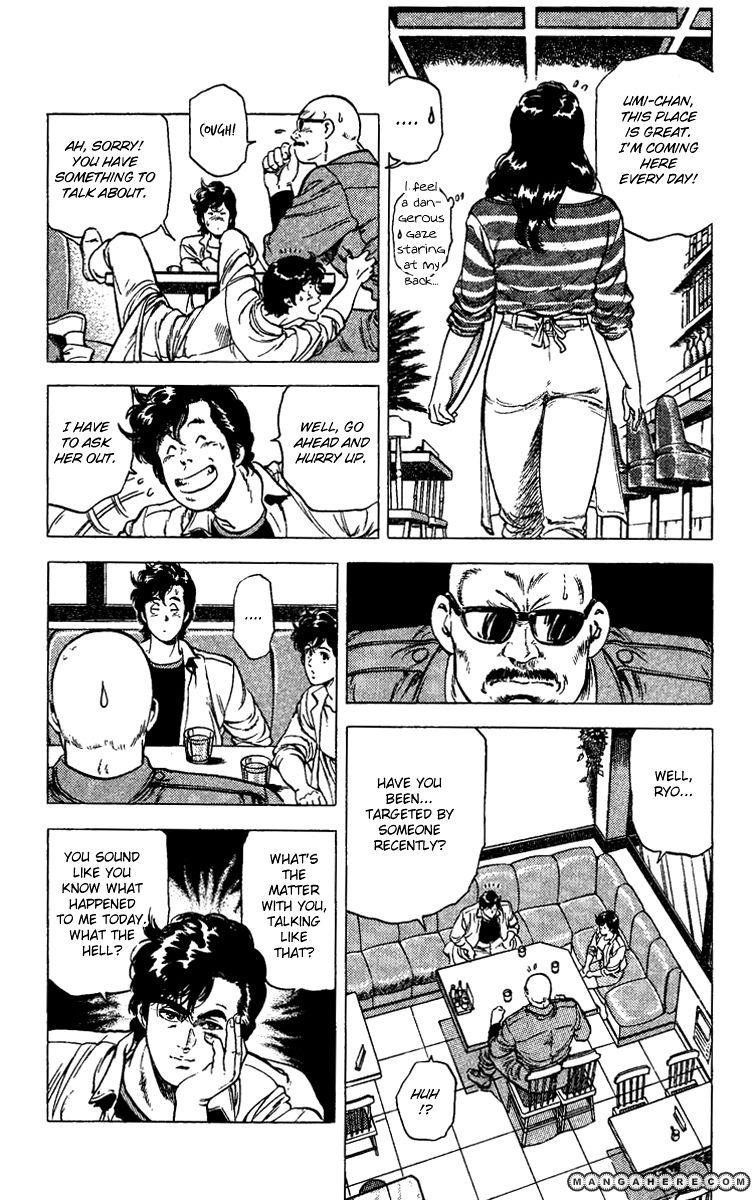 UMI-CHAN,
THIS PLACE
IS GREAT.
I'M COMING
HERE
EVERY DAY!
....
I feel
a dan-
gerous
gaze
staring
at my
back...
COUGH!
AH, SORRY!
YOU HAVE
SOMETHING TO
TALK ABOUT.
WELL, GO
AHEAD AND
HURRY UP.
I HAVE
TO ASK
HER OUT.
....
WELL,
RYO...
HAVE YOU
BEEN...
TARGETED BY
SOMEONE
RECENTLY?
HUH
!?
WHAT'S
THE
MATTER
WITH YOU,
TALKING
LIKE
THAT?
YOU SOUND
LIKE YOU
KNOW WHAT
HAPPENED
TO ME TODAY.
WHAT THE
HELL?
MANGAHERE.COM